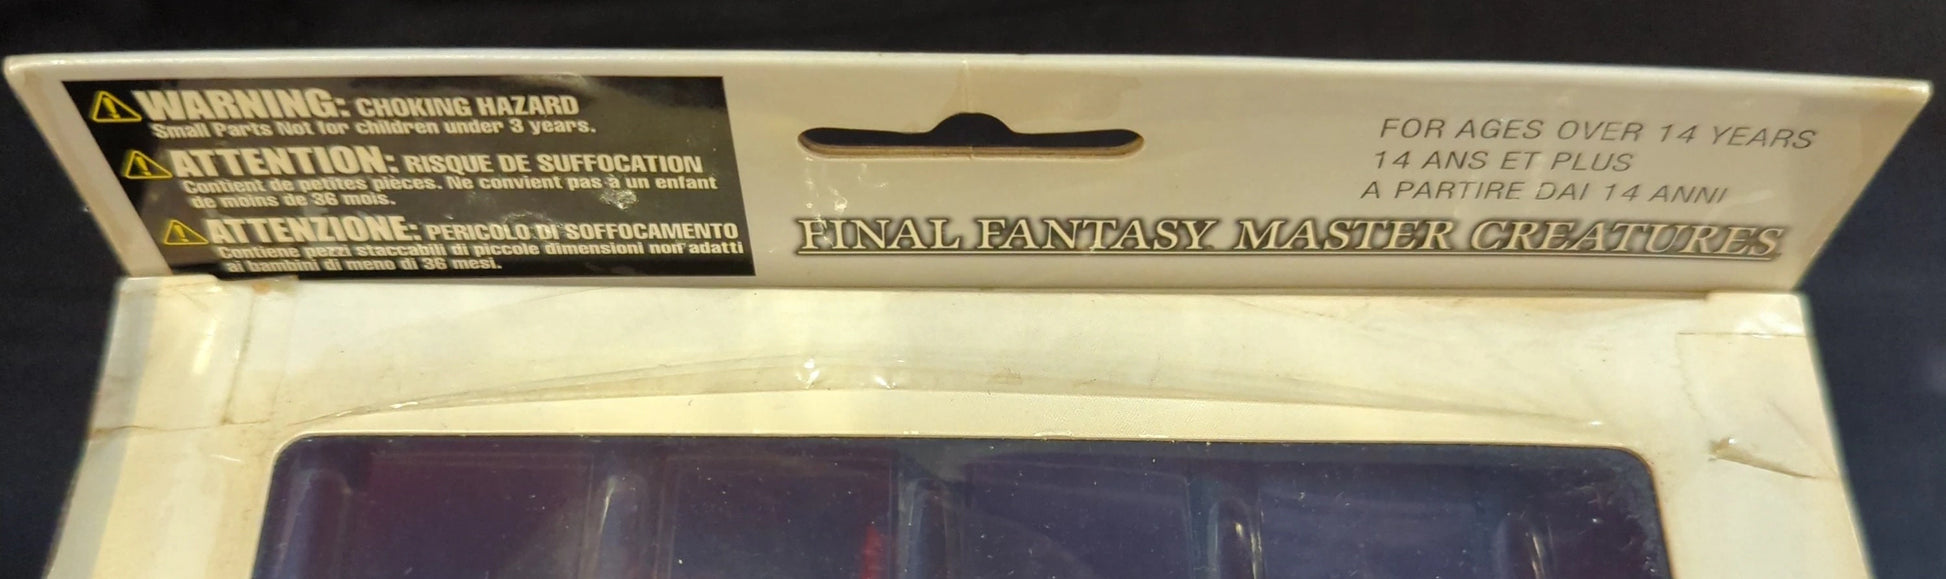 WARNING: CHOKING HAZARD
Small Parts Not for children under 3 years.
ATTENTION: RISQUE DE SUFFOCATION
Contient de petites pièces. Ne convient pas à un enfant
de moins de 36 mois.
ATTENZIONE: PERICOLO DI SOFFOCAMENTO
Contiene pezzi staccabili di piccole dimensioni non adatti
ai bambini di meno di 36 mesi.
FOR AGES OVER 14 YEARS
14 ANS ET PLUS
A PARTIRE DAI 14 ANNI
FINAL FANTASY MASTER CREATURES